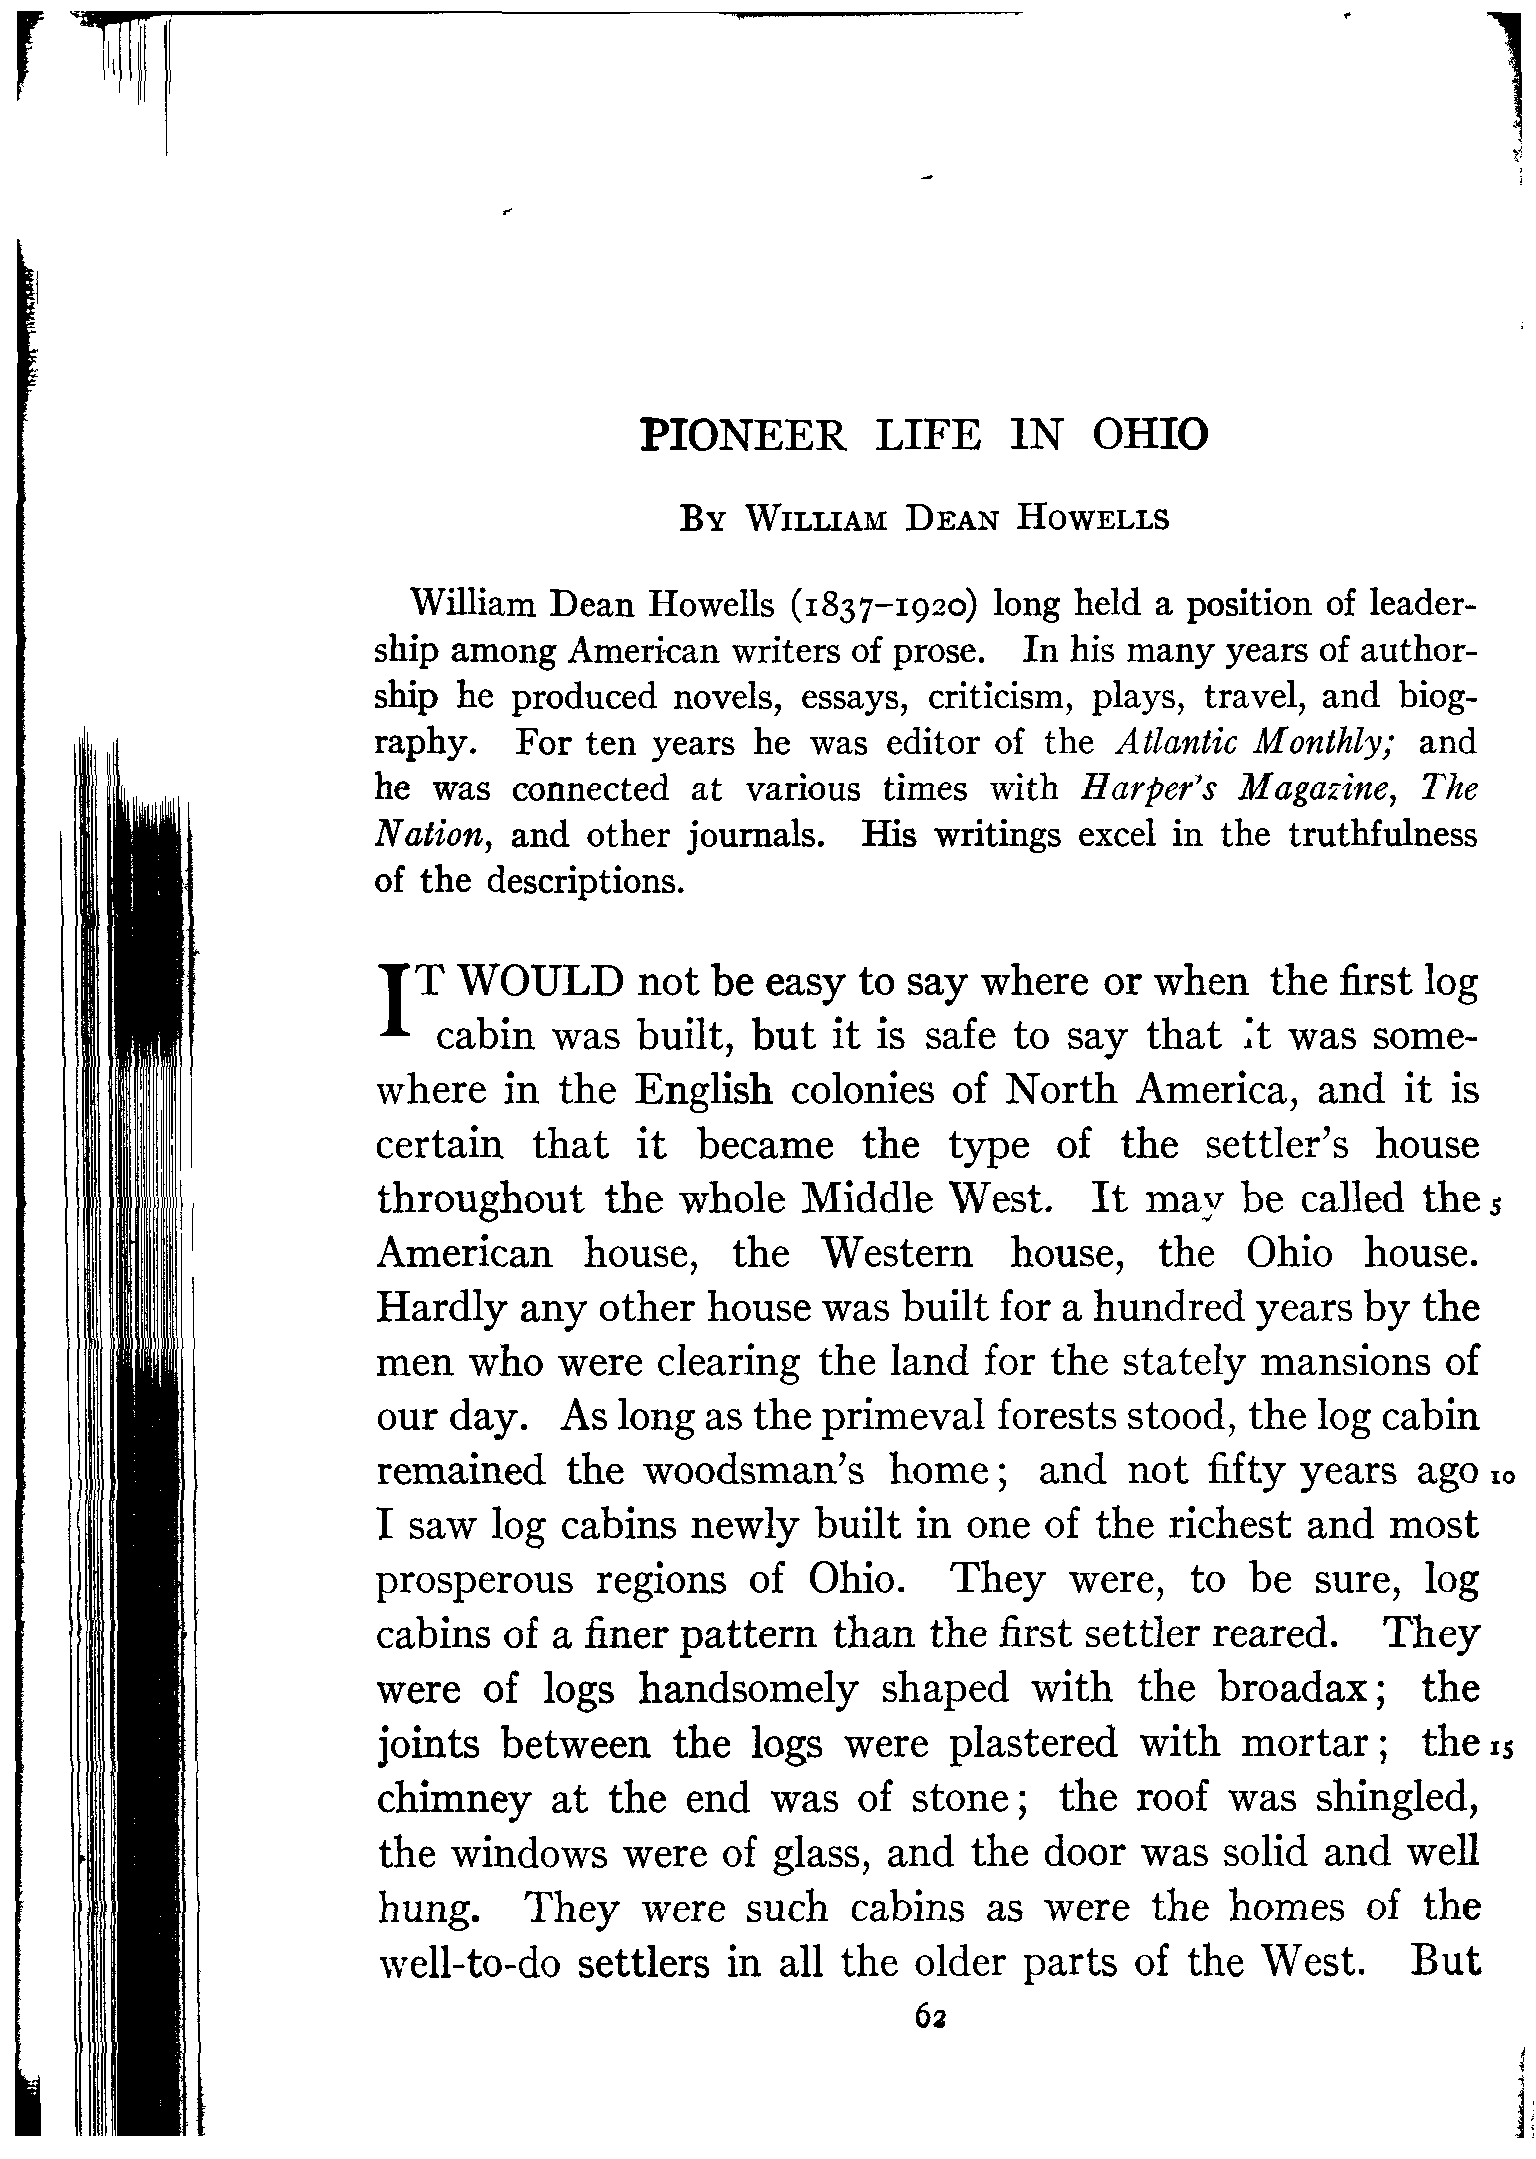 PIONEER LIFE IN OHIO
BY WILLIAM DEAN HOWELLS
William Dean Howells (1837–1920) long held a position of leader-
ship among American writers of prose. In his many years of author-
ship he produced novels, essays, criticism, plays, travel, and biog-
raphy. For ten years he was editor of the Atlantic Monthly; and
he was connected at various times with Harper's Magazine, The
Nation, and other journals. His writings excel in the truthfulness
of the descriptions.
IT WOULD not be easy to say where or when the first log
cabin was built, but it is safe to say that it was some-
where in the English colonies of North America, and it is
certain that it became the type of the settler's house
throughout the whole Middle West. It may be called the 5
American house, the Western house, the Ohio house.
Hardly any other house was built for a hundred years by the
men who were clearing the land for the stately mansions of
our day. As long as the primeval forests stood, the log cabin
remained the woodsman's home; and not fifty years ago 10
I saw log cabins newly built in one of the richest and most
prosperous regions of Ohio. They were, to be sure, log
cabins of a finer pattern than the first settler reared. They
were of logs handsomely shaped with the broadax; the
joints between the logs were plastered with mortar; the 15
chimney at the end was of stone; the roof was shingled,
the windows were of glass, and the door was solid and well
hung. They were such cabins as were the homes of the
well-to-do settlers in all the older parts of the West. But
62